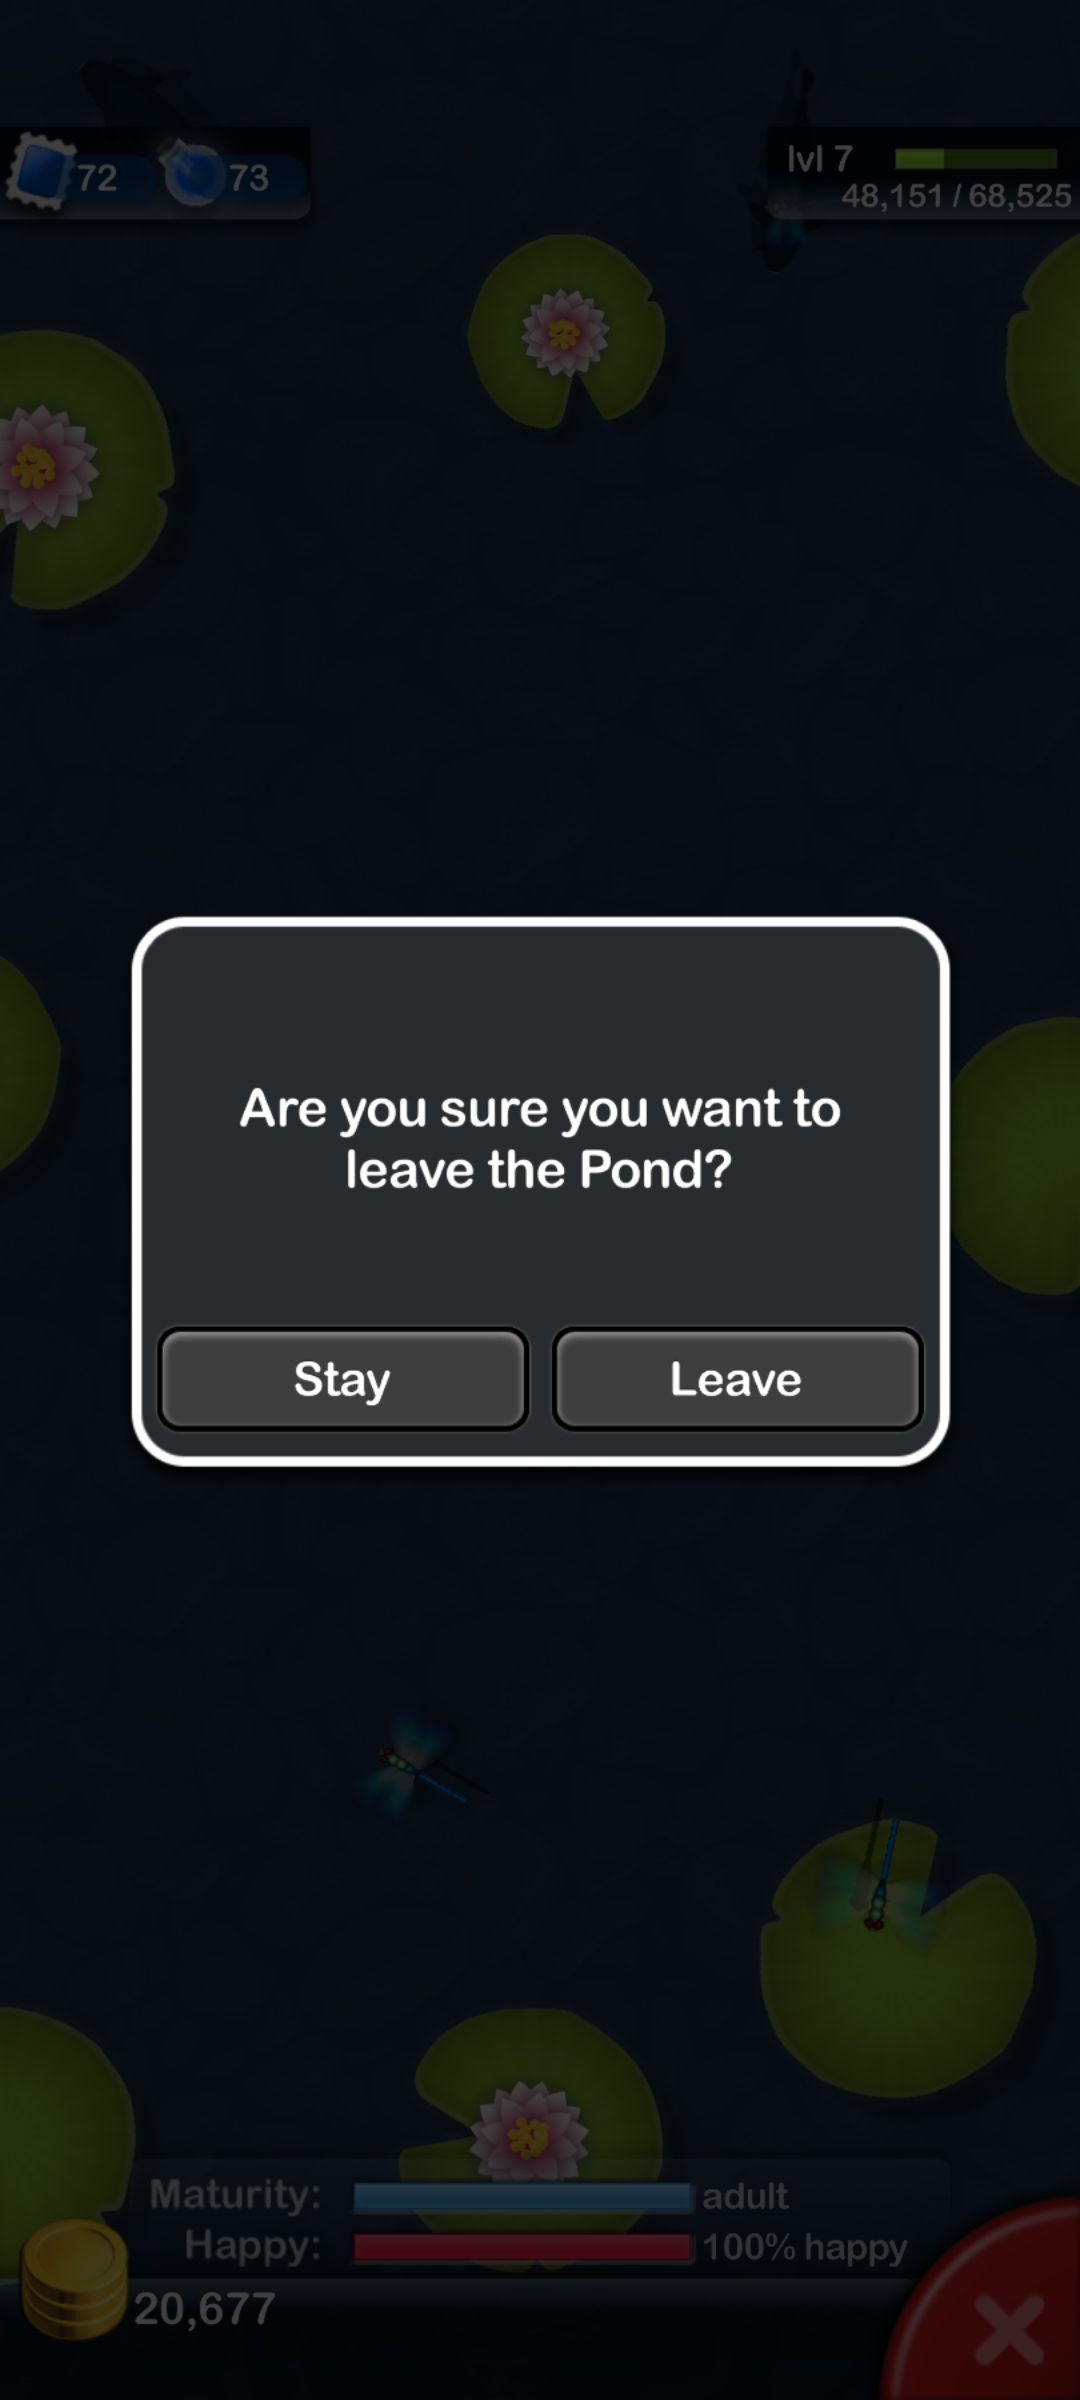 72 73
lvl 7
48,151 / 68,525
Are you sure you want to
leave the Pond?
Stay Leave
Maturity: adult
Happy: 100% happy
20,677